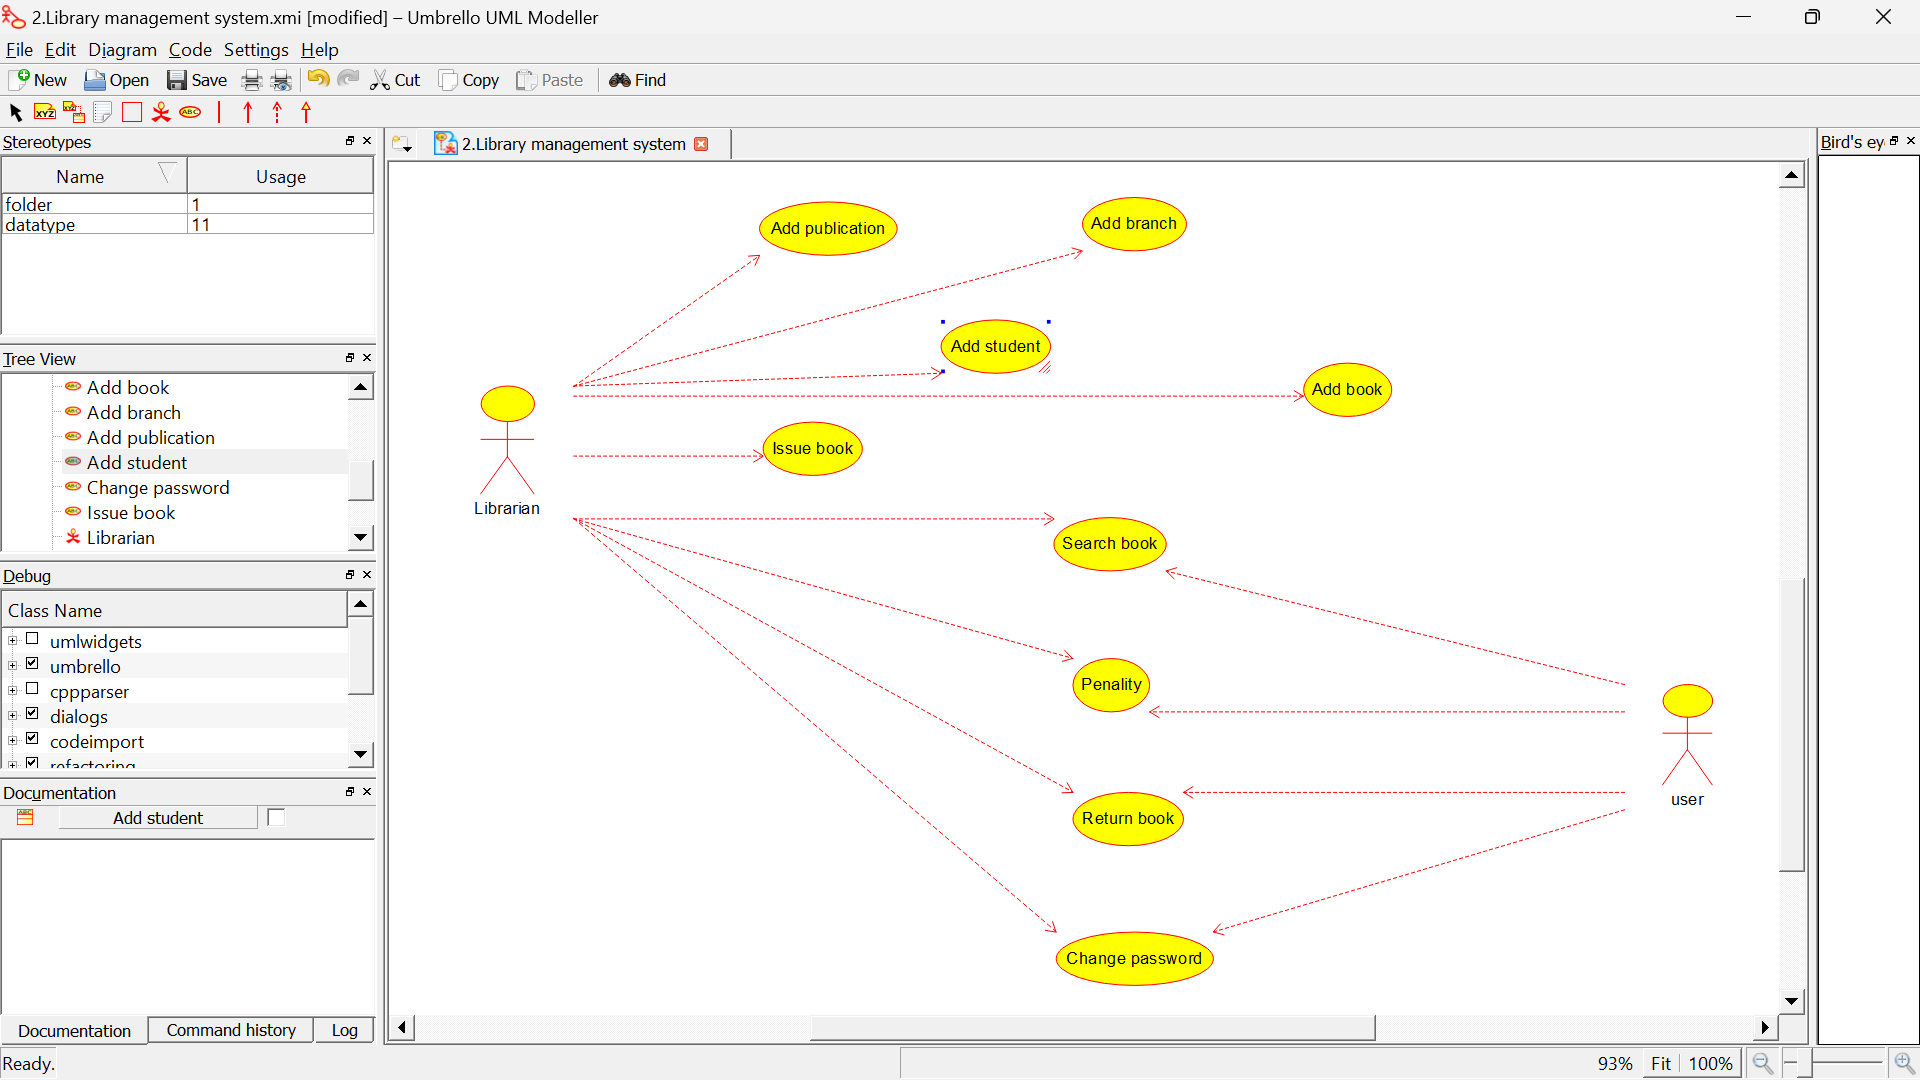 2.Library management system.xmi [modified] – Umbrello UML Modeller
File Edit Diagram Code Settings Help
New Open Save Cut Copy Paste Find
XYZ XYZ ABC
Stereotypes
Name Usage
folder 1
datatype 11
Tree View
Add book
Add branch
Add publication
Add student
Change password
Issue book
Librarian
Debug
Class Name
umlwidgets
umbrello
cppparser
dialogs
codeimport
refactoring
Documentation
Add student
Documentation Command history Log
Ready.
2.Library management system
Add publication
Add branch
Add student
Add book
Issue book
Librarian
Search book
Penality
user
Return book
Change password
Bird's ey
93% Fit 100%